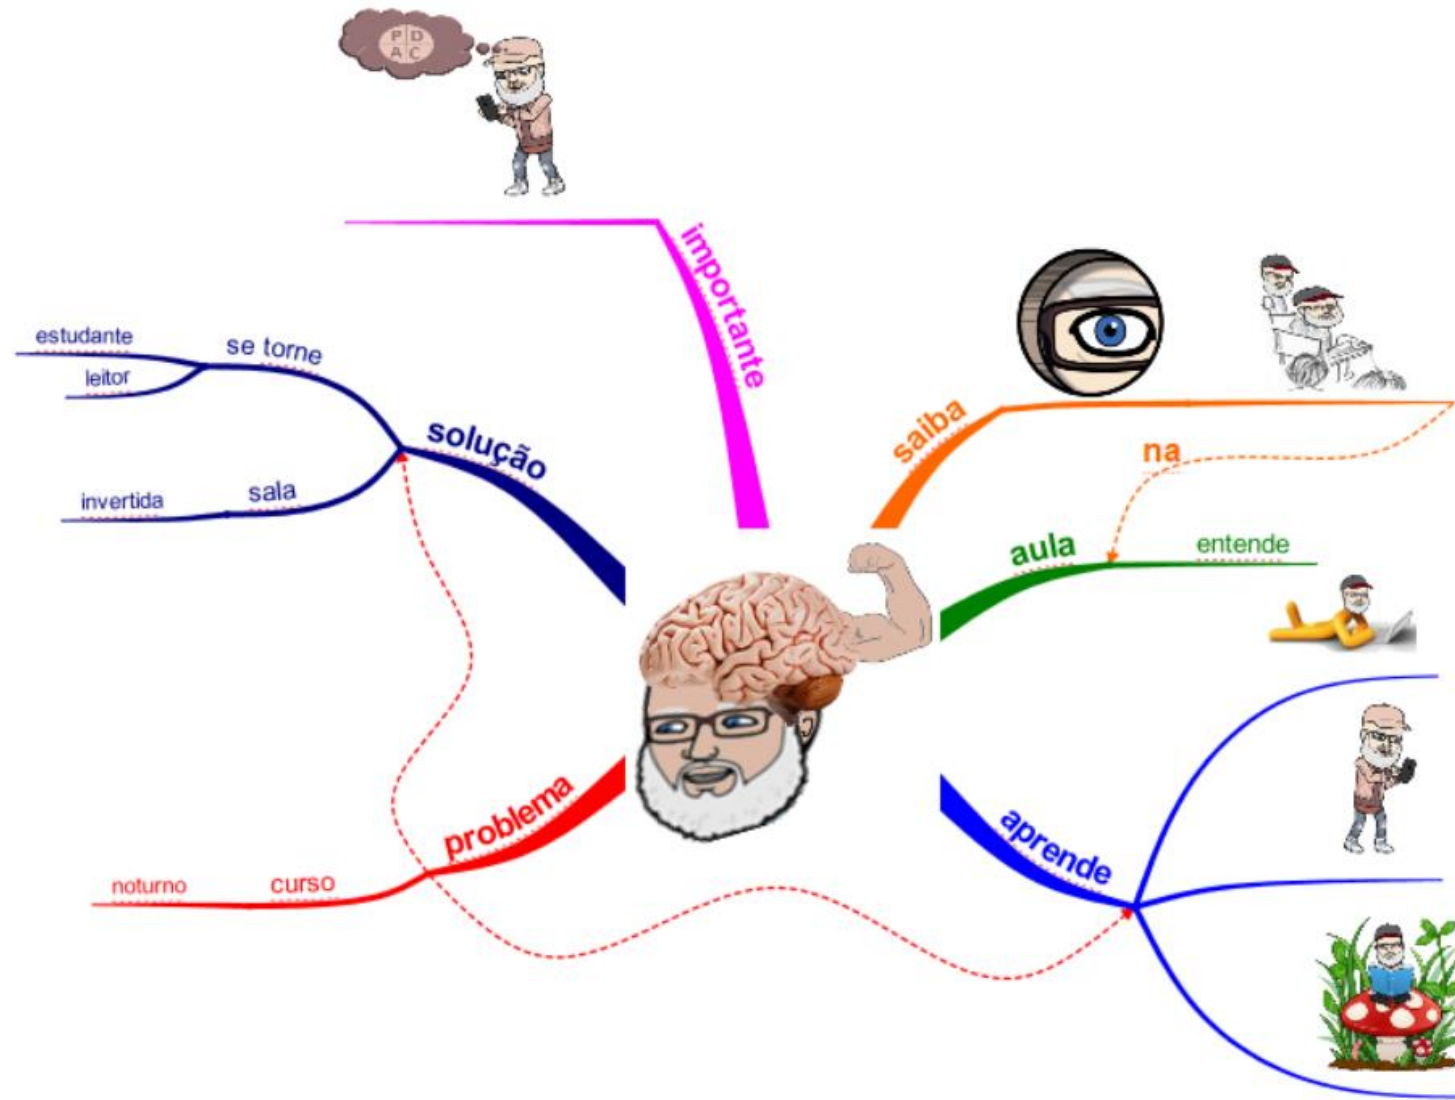 P D
A C
importante
estudante
se torne
leitor
solução
invertida
sala
saiba
na
aula
entende
problema
curso
noturno
aprende